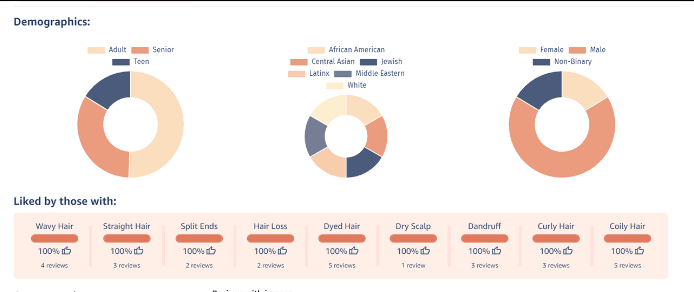 Demographics:
Adult Senior
Teen
African American
Central Asian Jewish
Latinx Middle Eastern
White
Female Male
Non-Binary
Liked by those with:
Wavy Hair Straight Hair Split Ends Hair Loss Dyed Hair Dry Scalp Dandruff Curly Hair Coily Hair
100% 100% 100% 100% 100% 100% 100% 100% 100%
4 reviews 3 reviews 2 reviews 2 reviews 5 reviews 1 review 3 reviews 3 reviews 5 reviews